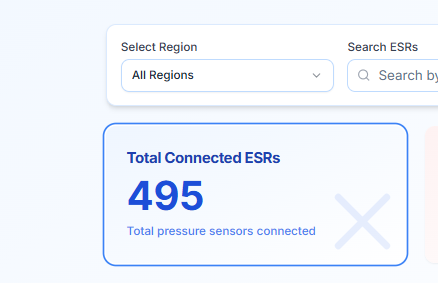 Select Region
Search ESRs
All Regions
Search by
Total Connected ESRs
495
Total pressure sensors connected